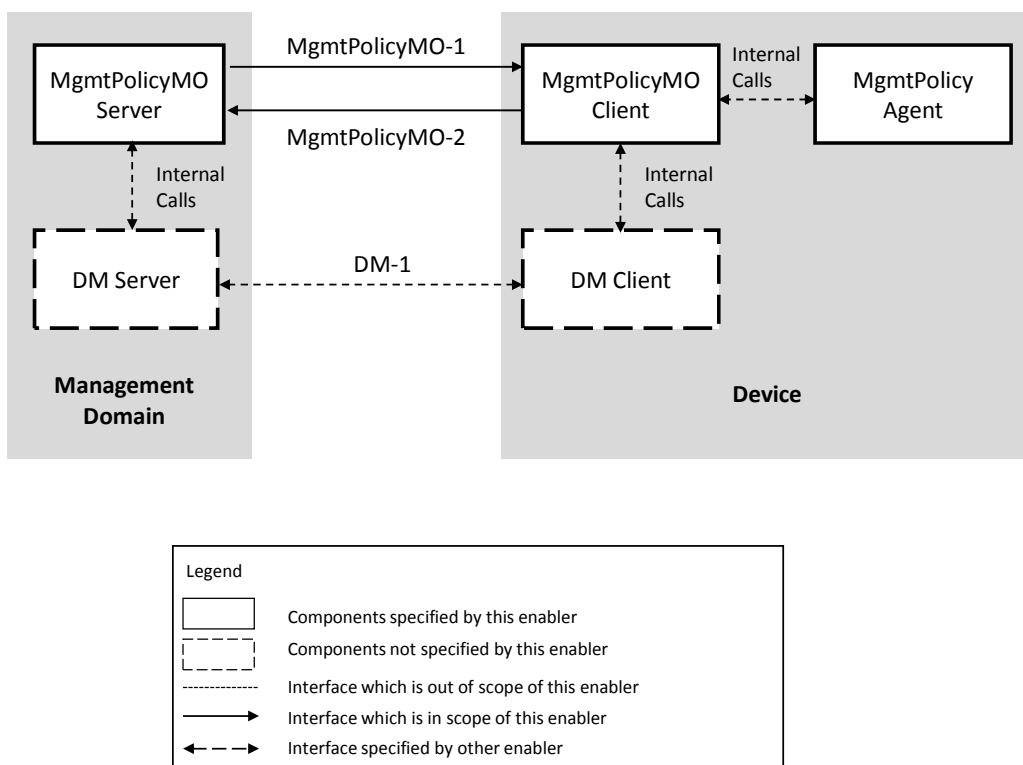 MgmtPolicyMO-1
MgmtPolicyMO
Server
MgmtPolicyMO-2
MgmtPolicyMO
Client
Internal
Calls
MgmtPolicy
Agent
Internal
Calls
Internal
Calls
DM Server
DM-1
DM Client
Management
Domain
Device
Legend
Components specified by this enabler
Components not specified by this enabler
Interface which is out of scope of this enabler
Interface which is in scope of this enabler
Interface specified by other enabler